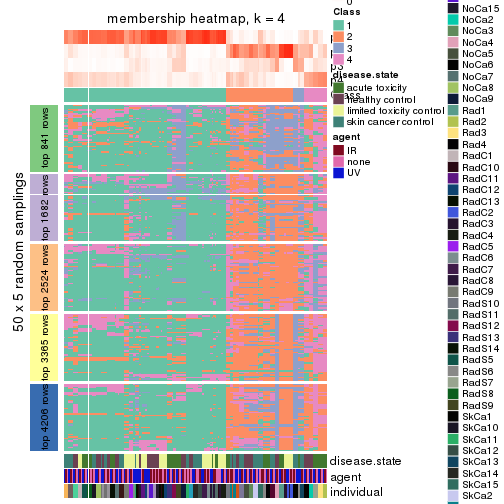 membership heatmap, k = 4
50 x 5 random samplings
top 841 rows
top 1682 rows
top 2524 rows
top 3365 rows
top 4206 rows
disease.state
agent
individual
Class
1
2
3
4
disease.state
acute toxicity
healthy control
limited toxicity control
skin cancer control
agent
IR
none
UV
NoCa15
NoCa2
NoCa3
NoCa4
NoCa5
NoCa6
NoCa7
NoCa8
NoCa9
Rad1
Rad2
Rad3
Rad4
RadC1
RadC10
RadC11
RadC12
RadC13
RadC2
RadC3
RadC4
RadC5
RadC6
RadC7
RadC8
RadC9
RadS10
RadS11
RadS12
RadS13
RadS14
RadS5
RadS6
RadS7
RadS8
RadS9
SkCa1
SkCa10
SkCa11
SkCa12
SkCa13
SkCa14
SkCa15
SkCa2